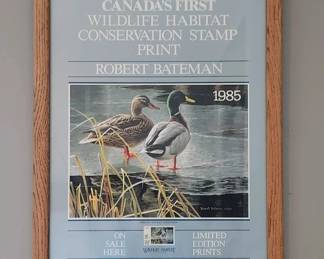 CANADA'S FIRST
WILDLIFE HABITAT
CONSERVATION STAMP
PRINT
ROBERT BATEMAN
1985
ON
SALE
HERE
LIMITED
EDITION
PRINTS